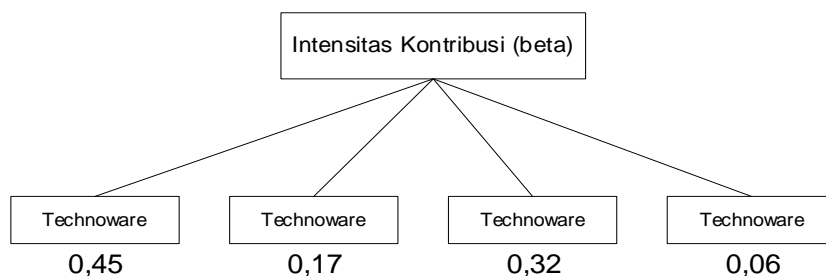 Intensitas Kontribusi (beta)
Technoware Technoware Technoware Technoware
0,45 0,17 0,32 0,06